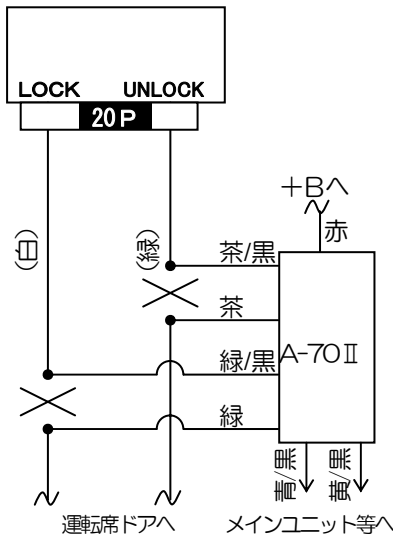 LOCK UNLOCK
20P
+Bへ
赤
(白)
(緑)
茶/黒
茶
A-70Ⅱ
緑/黒
緑
青/黒
黄/黒
運転席ドアへ
メインユニット等へ